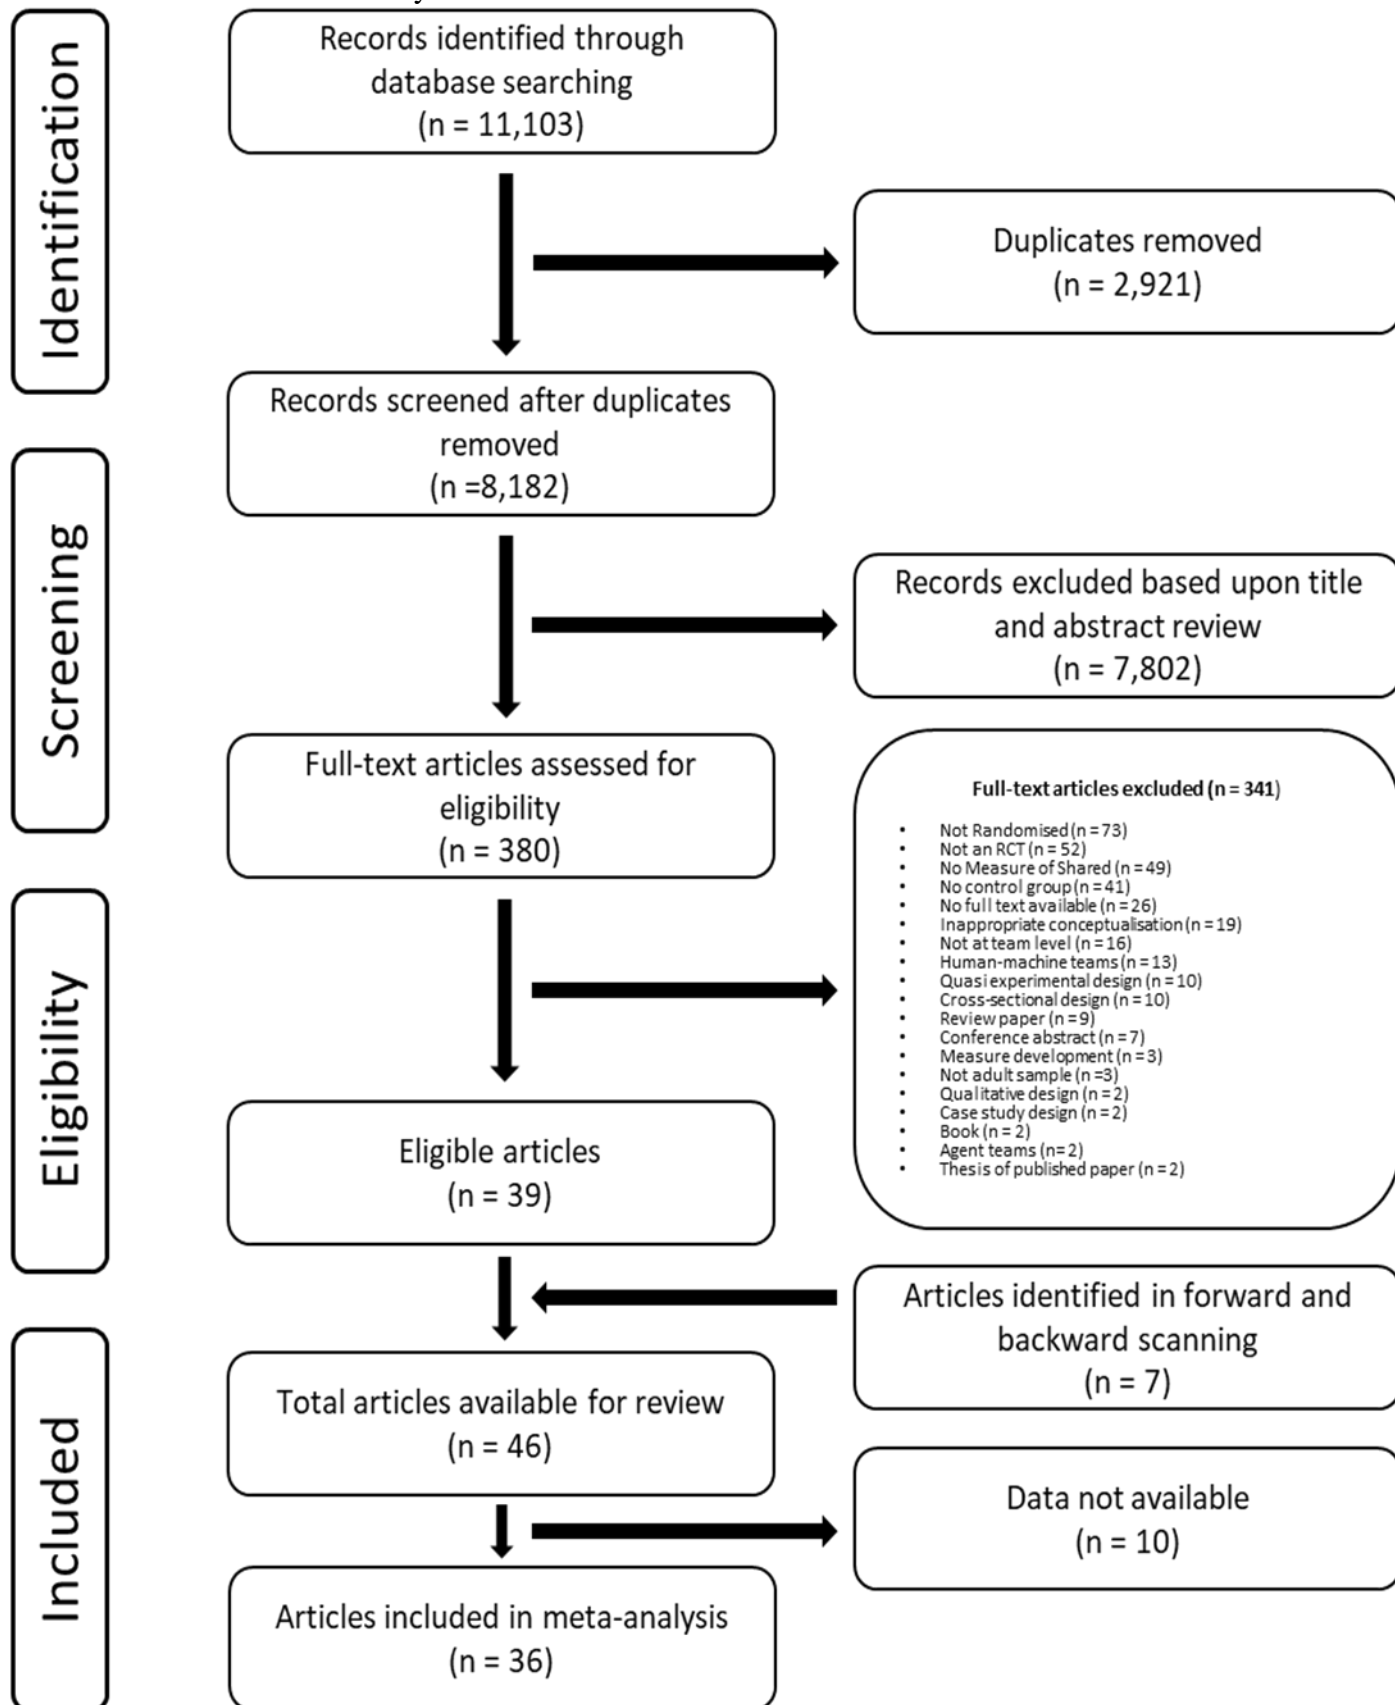 Identification
Records identified through
database searching
(n = 11,103)
Duplicates removed
(n = 2,921)
Records screened after duplicates
removed
(n =8,182)
Screening
Records excluded based upon title
and abstract review
(n = 7,802)
Full-text articles assessed for
eligibility
(n = 380)
Full-text articles excluded (n = 341)
• Not Randomised (n = 73)
• Not an RCT (n = 52)
• No Measure of Shared (n = 49)
• No control group (n = 41)
• No full text available (n = 26)
• Inappropriate conceptualisation (n = 19)
• Not at team level (n = 16)
• Human-machine teams (n = 13)
• Quasi experimental design (n = 10)
• Cross-sectional design (n = 10)
• Review paper (n = 9)
• Conference abstract (n = 7)
• Measure development (n = 3)
• Not adult sample (n =3)
• Qualitative design (n = 2)
• Case study design (n = 2)
• Book (n = 2)
• Agent teams (n= 2)
• Thesis of published paper (n = 2)
Eligibility
Eligible articles
(n = 39)
Articles identified in forward and
backward scanning
(n = 7)
Included
Total articles available for review
(n = 46)
Data not available
(n = 10)
Articles included in meta-analysis
(n = 36)